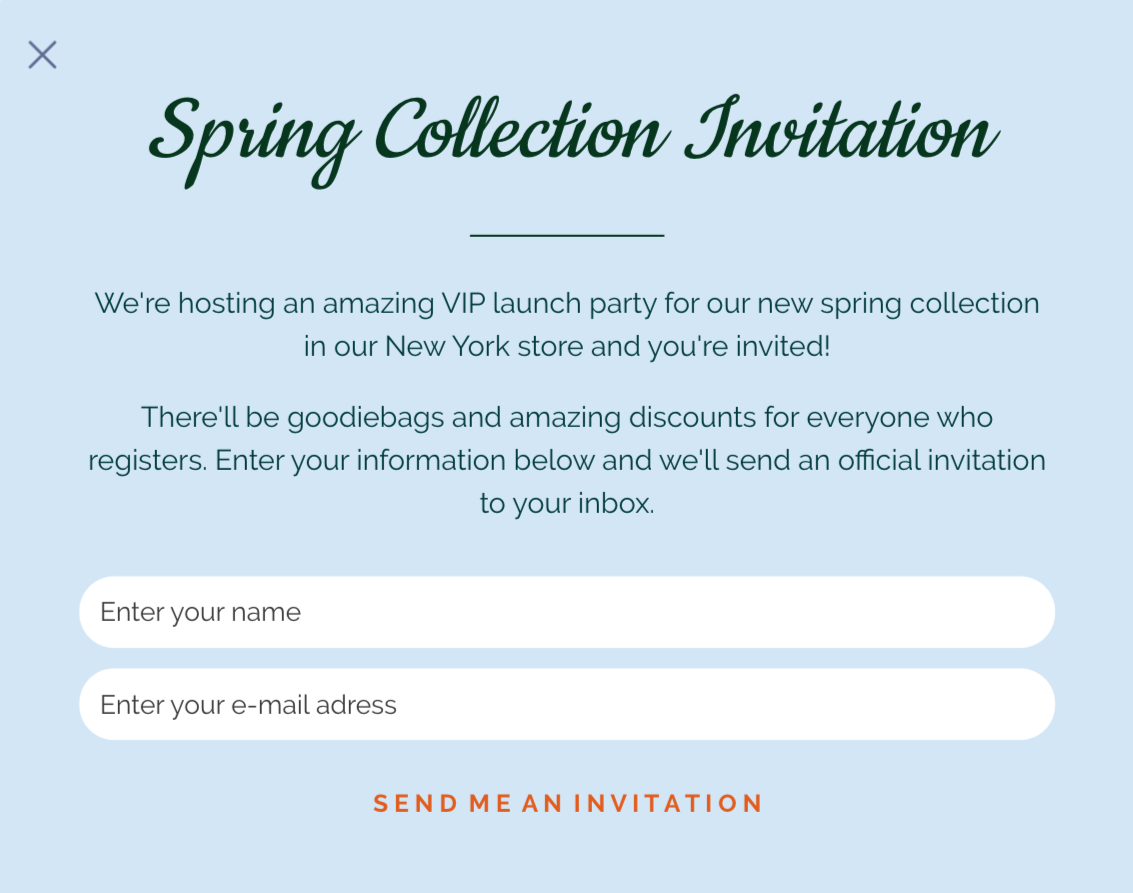 Spring Collection Invitation
We're hosting an amazing VIP launch party for our new spring collection
in our New York store and you're invited!
There'll be goodiebags and amazing discounts for everyone who
registers. Enter your information below and we'll send an official invitation
to your inbox.
Enter your name
Enter your e-mail adress
SEND ME AN INVITATION